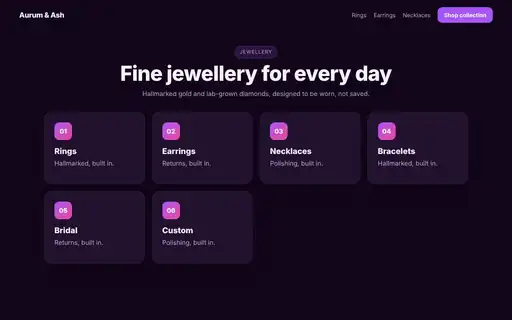 Aurum & Ash
Rings Earrings Necklaces Shop collection
JEWELLERY
Fine jewellery for every day
Hallmarked gold and lab-grown diamonds, designed to be worn, not saved.
01
Rings
Hallmarked, built in.
02
Earrings
Returns, built in.
03
Necklaces
Polishing, built in.
04
Bracelets
Hallmarked, built in.
05
Bridal
Returns, built in.
06
Custom
Polishing, built in.